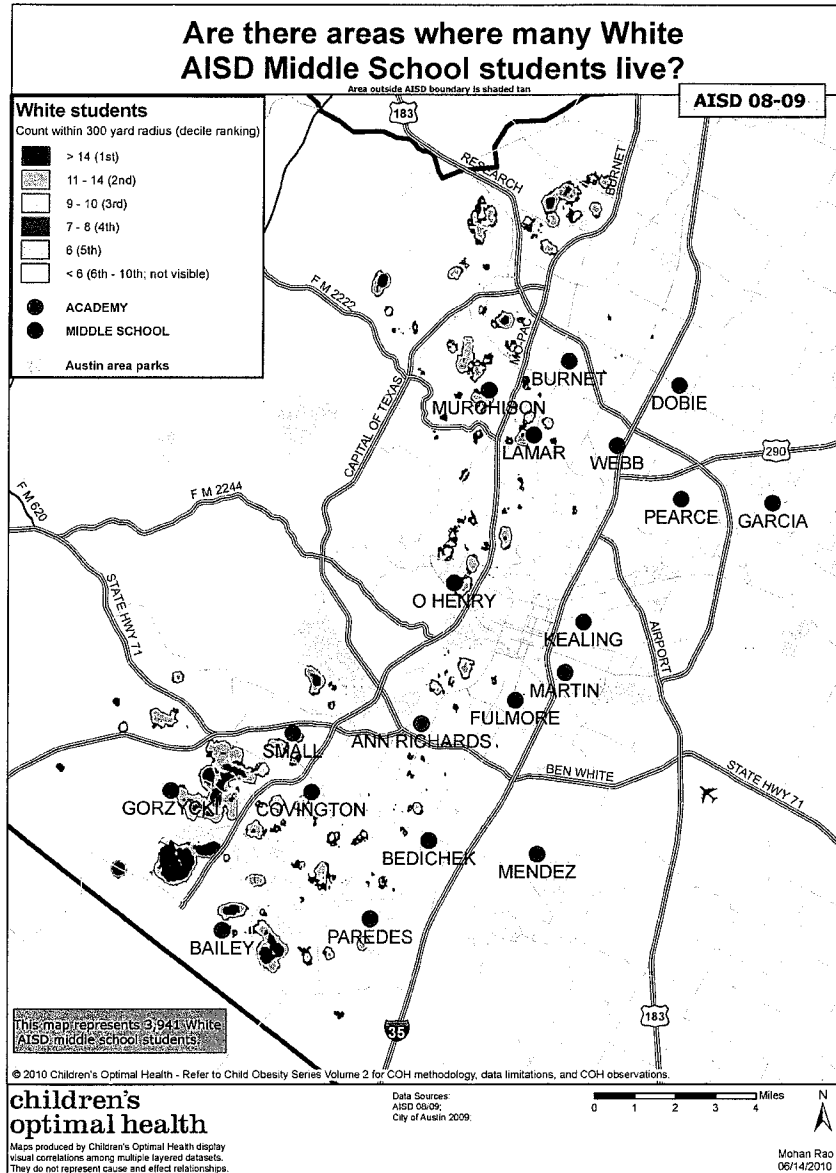 Are there areas where many White
AISD Middle School students live?
Area outside AISD boundary is shaded tan
AISD 08-09
White students
Count within 300 yard radius (decile ranking)
> 14 (1st)
11 - 14 (2nd)
9 - 10 (3rd)
7 - 8 (4th)
6 (5th)
< 6 (6th - 10th; not visible)
ACADEMY
MIDDLE SCHOOL
Austin area parks
183
RESEARCH
BURNET
F M 2222
MO-PAC
CAPITAL OF TEXAS
BURNET
MURCHISON
DOBIE
LAMAR
WEBB
290
F M 620
F M 2244
PEARCE
GARCIA
STATE HWY 71
O HENRY
KEALING
AIRPORT
MARTIN
FULMORE
SMALL
ANN RICHARDS
BEN WHITE
STATE HWY 71
GORZYCKI
COVINGTON
BEDICHEK
MENDEZ
BAILEY
PAREDES
35
183
This map represents 3,941 White
AISD middle school students.
© 2010 Children's Optimal Health - Refer to Child Obesity Series Volume 2 for COH methodology, data limitations, and COH observations.
children's
optimal health
Maps produced by Children's Optimal Health display
visual correlations among multiple layered datasets.
They do not represent cause and effect relationships.
Data Sources:
AISD 08/09;
City of Austin 2009;
Miles
0 1 2 3 4
N
Mohan Rao
06/14/2010